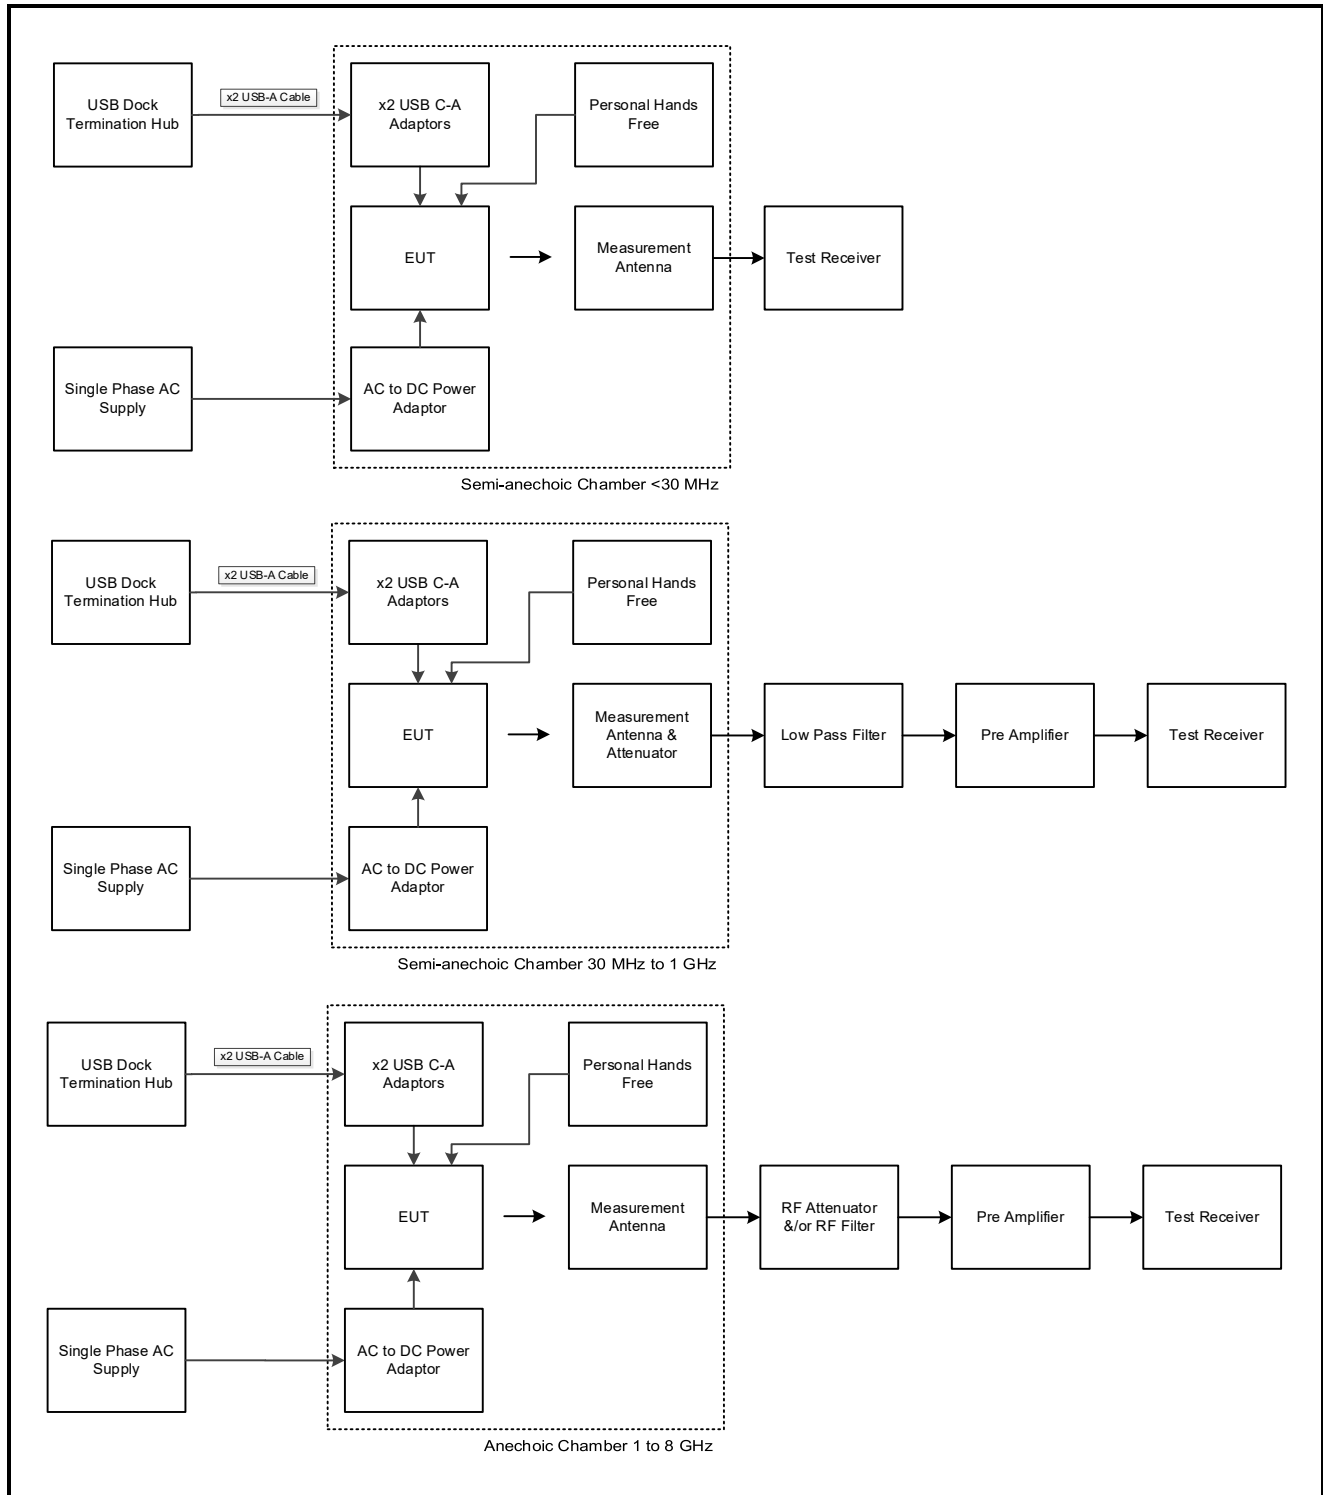 USB Dock
Termination Hub
x2 USB-A Cable
x2 USB C-A
Adaptors
Personal Hands
Free
EUT
Measurement
Antenna
Test Receiver
Single Phase AC
Supply
AC to DC Power
Adaptor
Semi-anechoic Chamber <30 MHz
USB Dock
Termination Hub
x2 USB-A Cable
x2 USB C-A
Adaptors
Personal Hands
Free
EUT
Measurement
Antenna &
Attenuator
Low Pass Filter
Pre Amplifier
Test Receiver
Single Phase AC
Supply
AC to DC Power
Adaptor
Semi-anechoic Chamber 30 MHz to 1 GHz
USB Dock
Termination Hub
x2 USB-A Cable
x2 USB C-A
Adaptors
Personal Hands
Free
EUT
Measurement
Antenna
RF Attenuator
&/or RF Filter
Pre Amplifier
Test Receiver
Single Phase AC
Supply
AC to DC Power
Adaptor
Anechoic Chamber 1 to 8 GHz